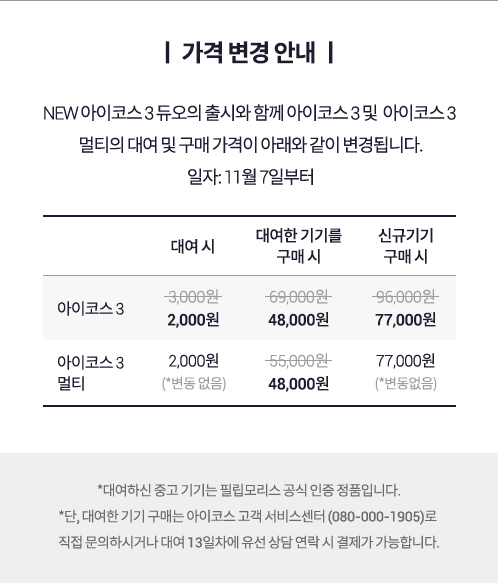 | 가격 변경 안내 |
NEW 아이코스 3 듀오의 출시와 함께 아이코스 3 및 아이코스 3
멀티의 대여 및 구매 가격이 아래와 같이 변경됩니다.
일자: 11월 7일부터
대여 시
대여한 기기를
구매 시
신규기기
구매 시
아이코스 3
3,000원
2,000원
69,000원
48,000원
96,000원
77,000원
아이코스 3
멀티
2,000원
(*변동 없음)
55,000원
48,000원
77,000원
(*변동없음)
*대여하신 중고 기기는 필립모리스 공식 인증 정품입니다.
*단, 대여한 기기 구매는 아이코스 고객 서비스센터 (080-000-1905)로
직접 문의하시거나 대여 13일차에 유선 상담 연락 시 결제가 가능합니다.